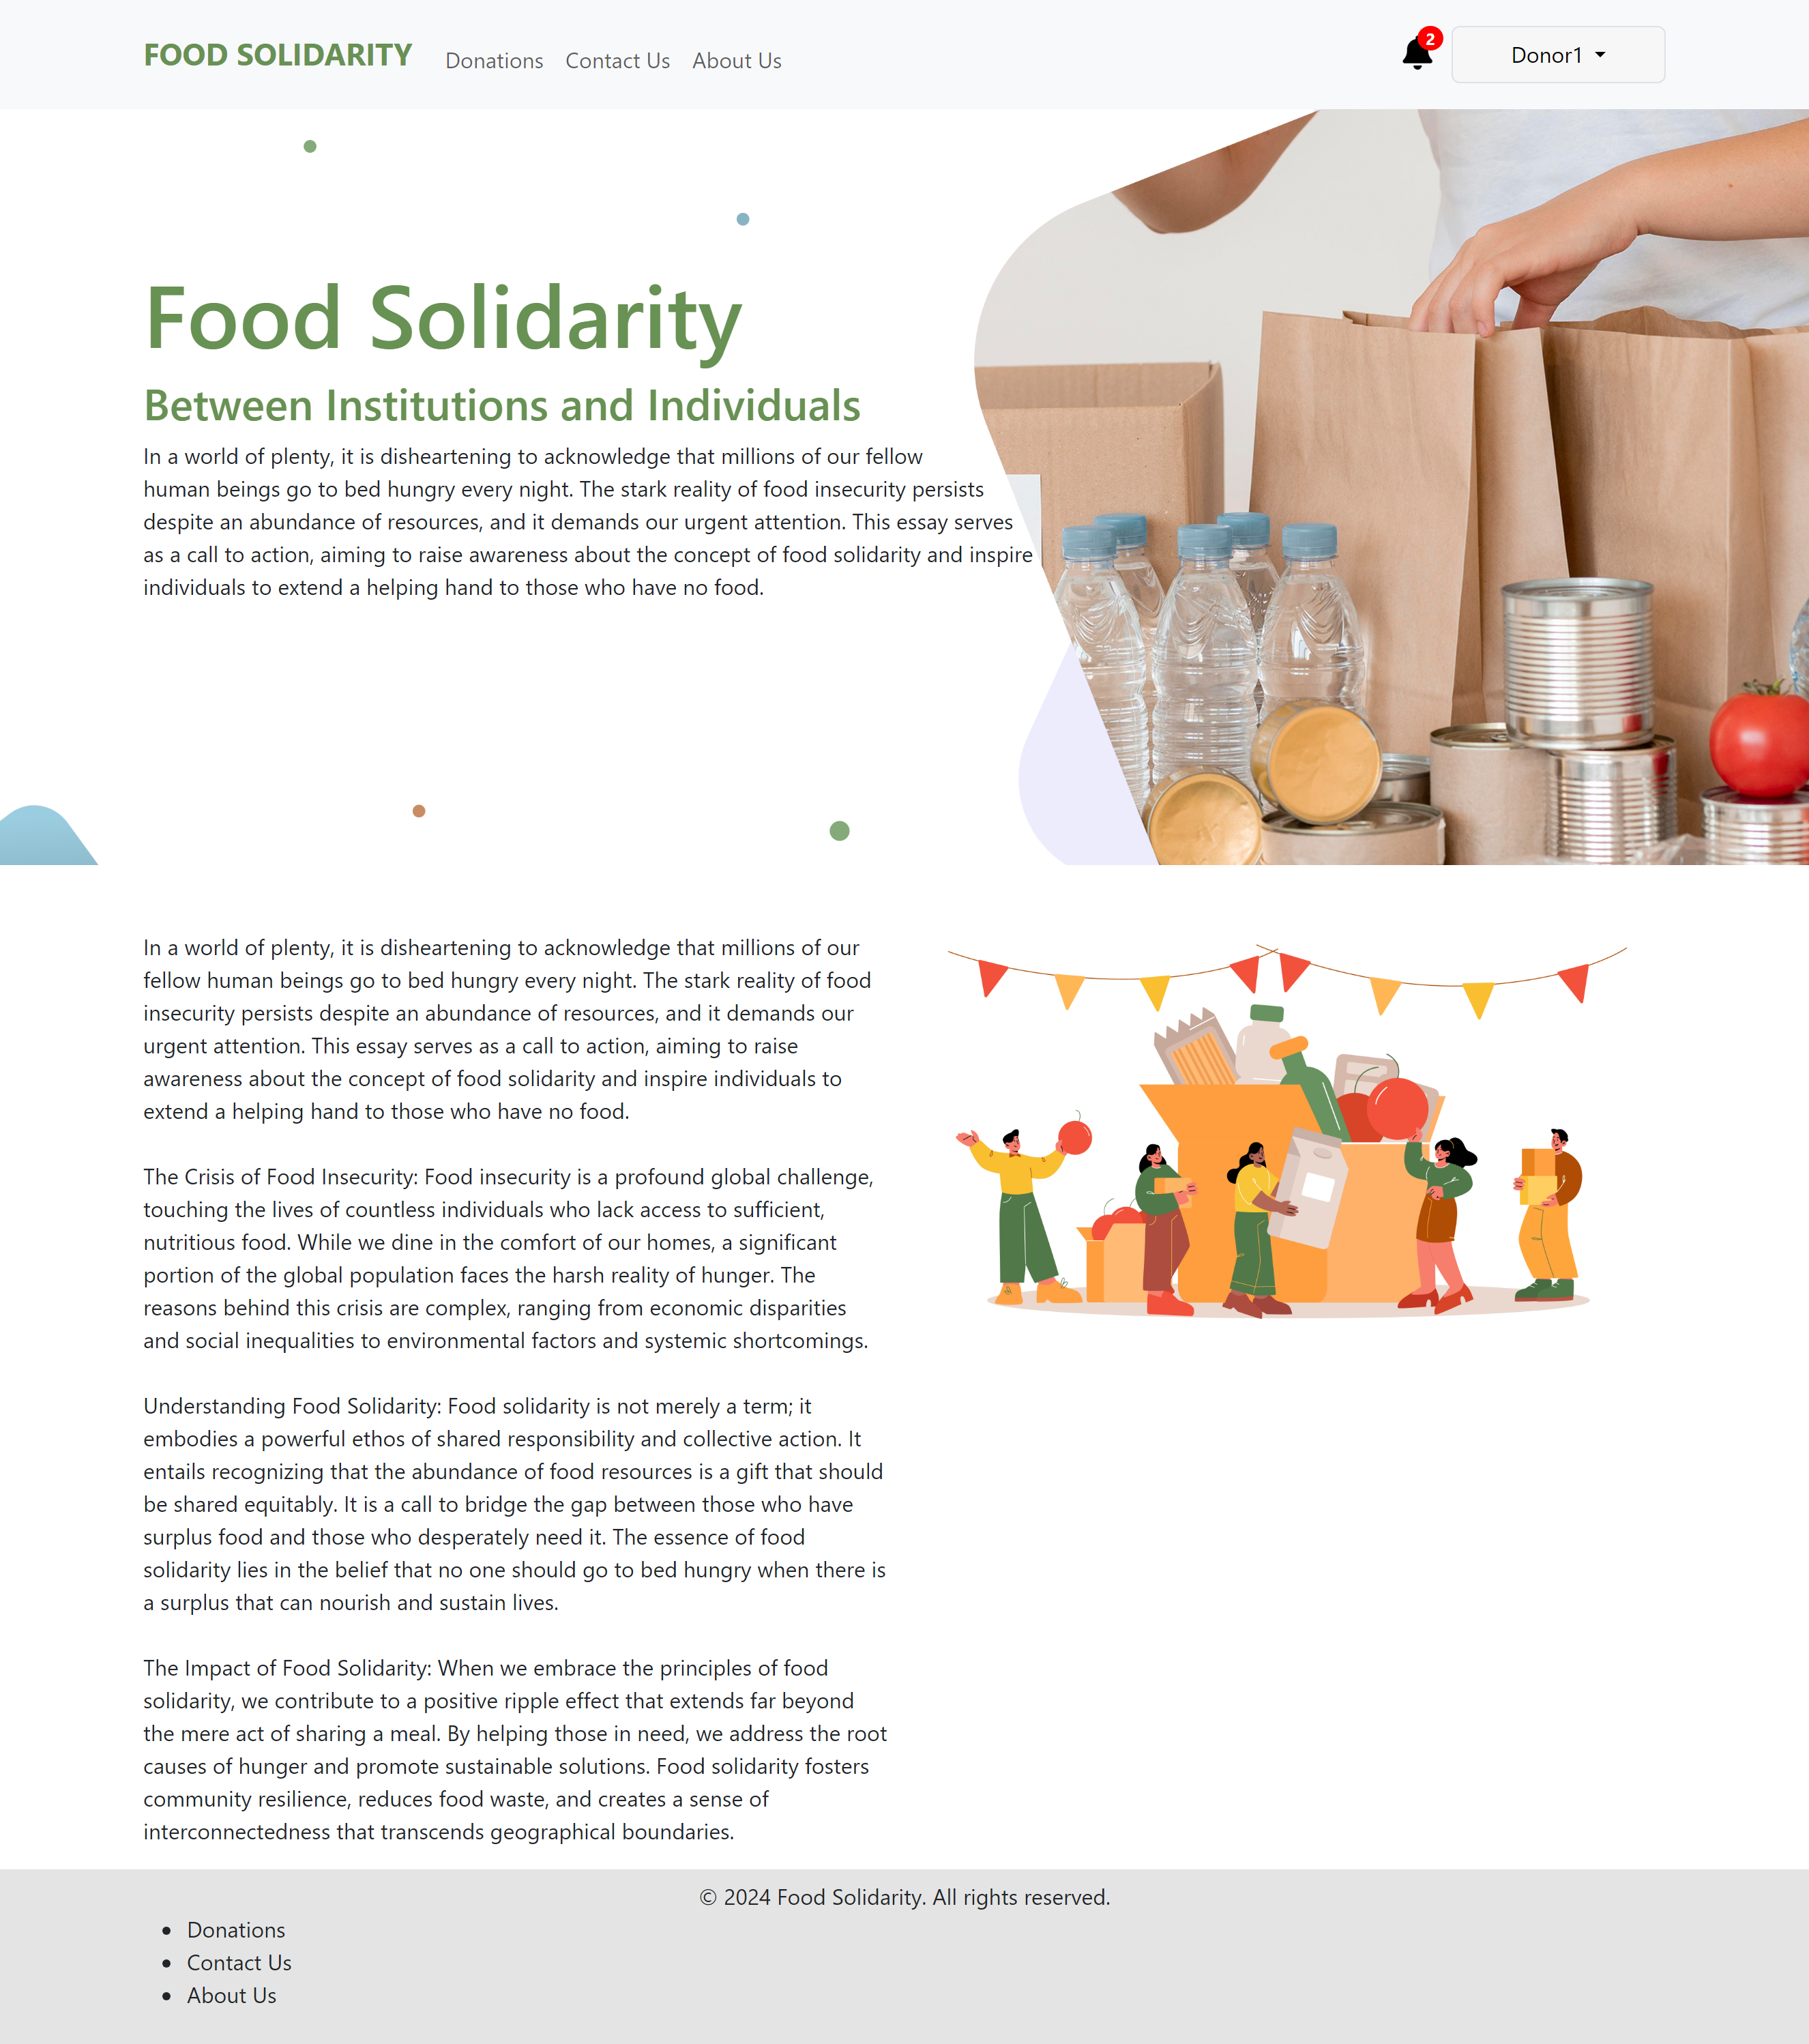 FOOD SOLIDARITY
Donations
Contact Us
About Us
2
Donor1
Food Solidarity
Between Institutions and Individuals
In a world of plenty, it is disheartening to acknowledge that millions of our fellow
human beings go to bed hungry every night. The stark reality of food insecurity persists
despite an abundance of resources, and it demands our urgent attention. This essay serves
as a call to action, aiming to raise awareness about the concept of food solidarity and inspire
individuals to extend a helping hand to those who have no food.
In a world of plenty, it is disheartening to acknowledge that millions of our
fellow human beings go to bed hungry every night. The stark reality of food
insecurity persists despite an abundance of resources, and it demands our
urgent attention. This essay serves as a call to action, aiming to raise
awareness about the concept of food solidarity and inspire individuals to
extend a helping hand to those who have no food.
The Crisis of Food Insecurity: Food insecurity is a profound global challenge,
touching the lives of countless individuals who lack access to sufficient,
nutritious food. While we dine in the comfort of our homes, a significant
portion of the global population faces the harsh reality of hunger. The
reasons behind this crisis are complex, ranging from economic disparities
and social inequalities to environmental factors and systemic shortcomings.
Understanding Food Solidarity: Food solidarity is not merely a term; it
embodies a powerful ethos of shared responsibility and collective action. It
entails recognizing that the abundance of food resources is a gift that should
be shared equitably. It is a call to bridge the gap between those who have
surplus food and those who desperately need it. The essence of food
solidarity lies in the belief that no one should go to bed hungry when there is
a surplus that can nourish and sustain lives.
The Impact of Food Solidarity: When we embrace the principles of food
solidarity, we contribute to a positive ripple effect that extends far beyond
the mere act of sharing a meal. By helping those in need, we address the root
causes of hunger and promote sustainable solutions. Food solidarity fosters
community resilience, reduces food waste, and creates a sense of
interconnectedness that transcends geographical boundaries.
© 2024 Food Solidarity. All rights reserved.
• Donations
• Contact Us
• About Us